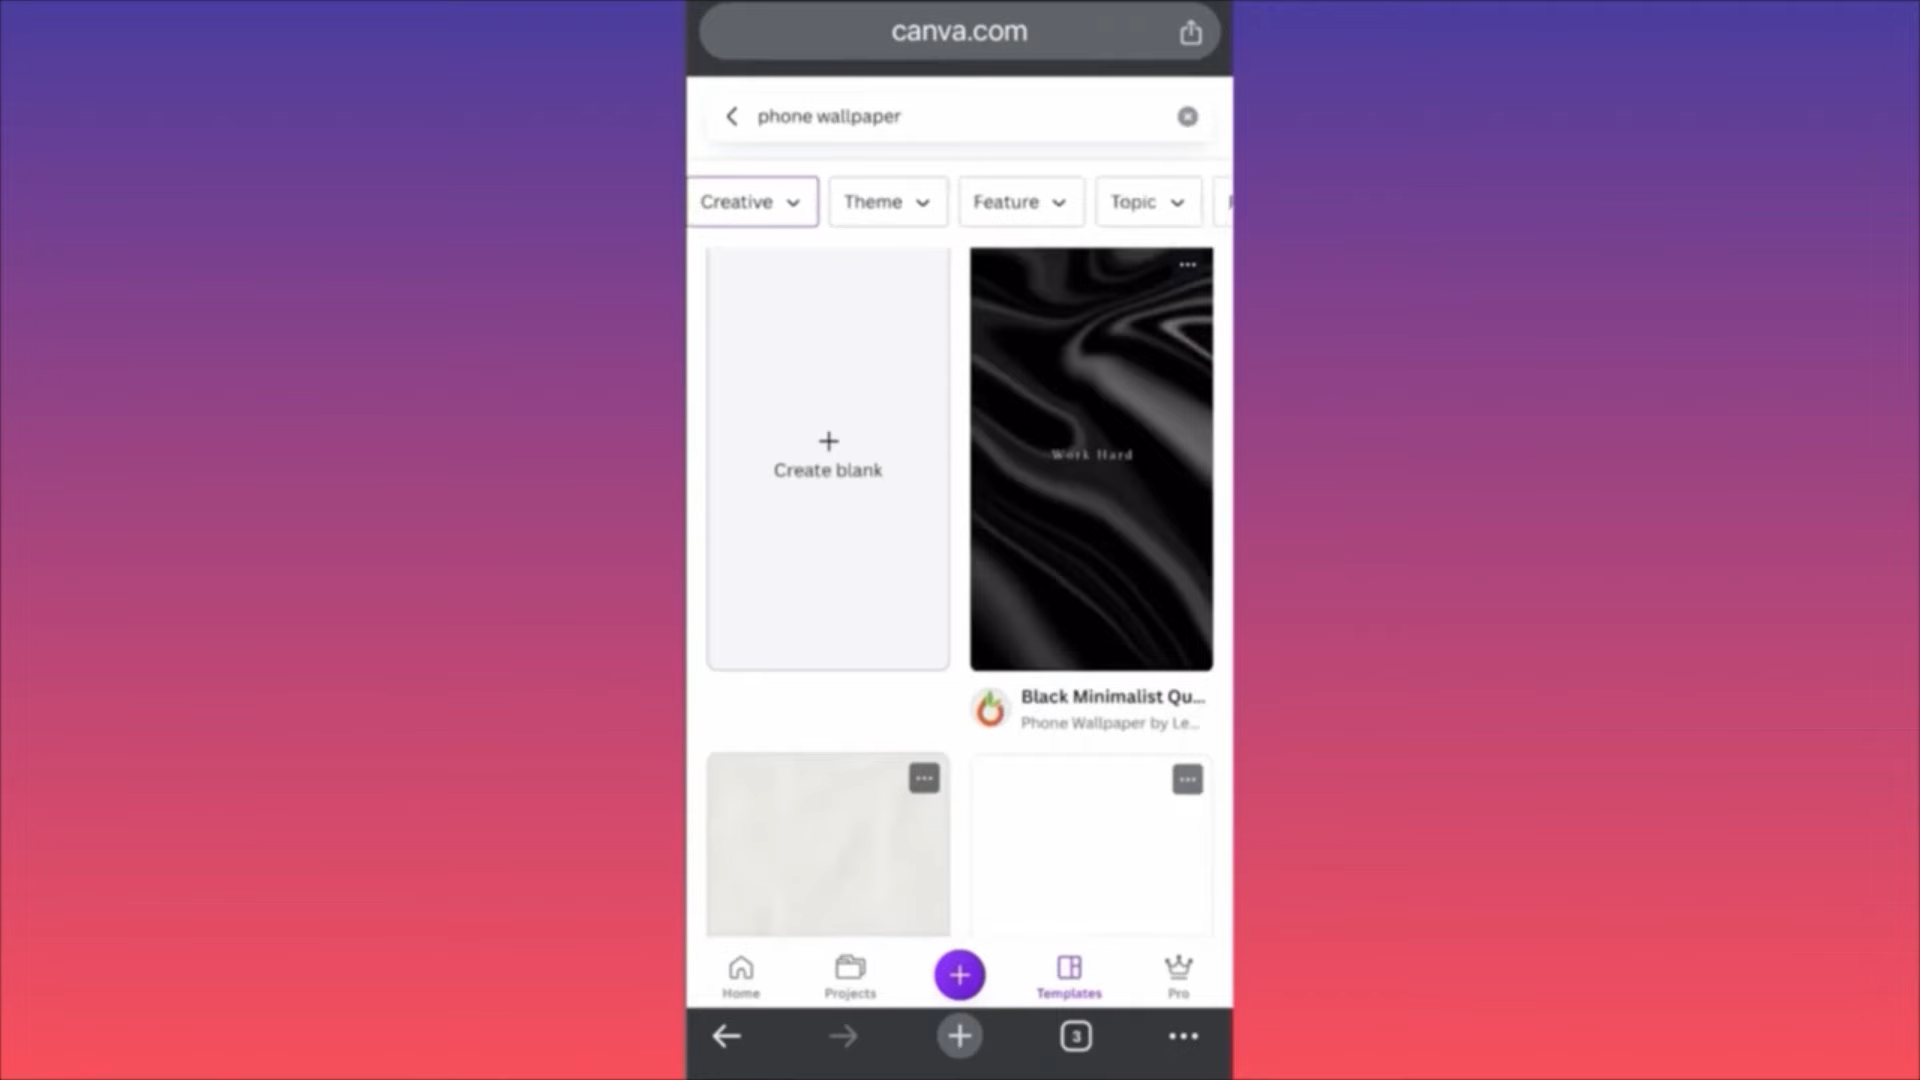 canva.com
phone wallpaper
Creative
Theme
Feature
Topic
Create blank
Work Hard
Black Minimalist Qu...
Phone Wallpaper by Le...
Home
Projects
Templates
Pro
3